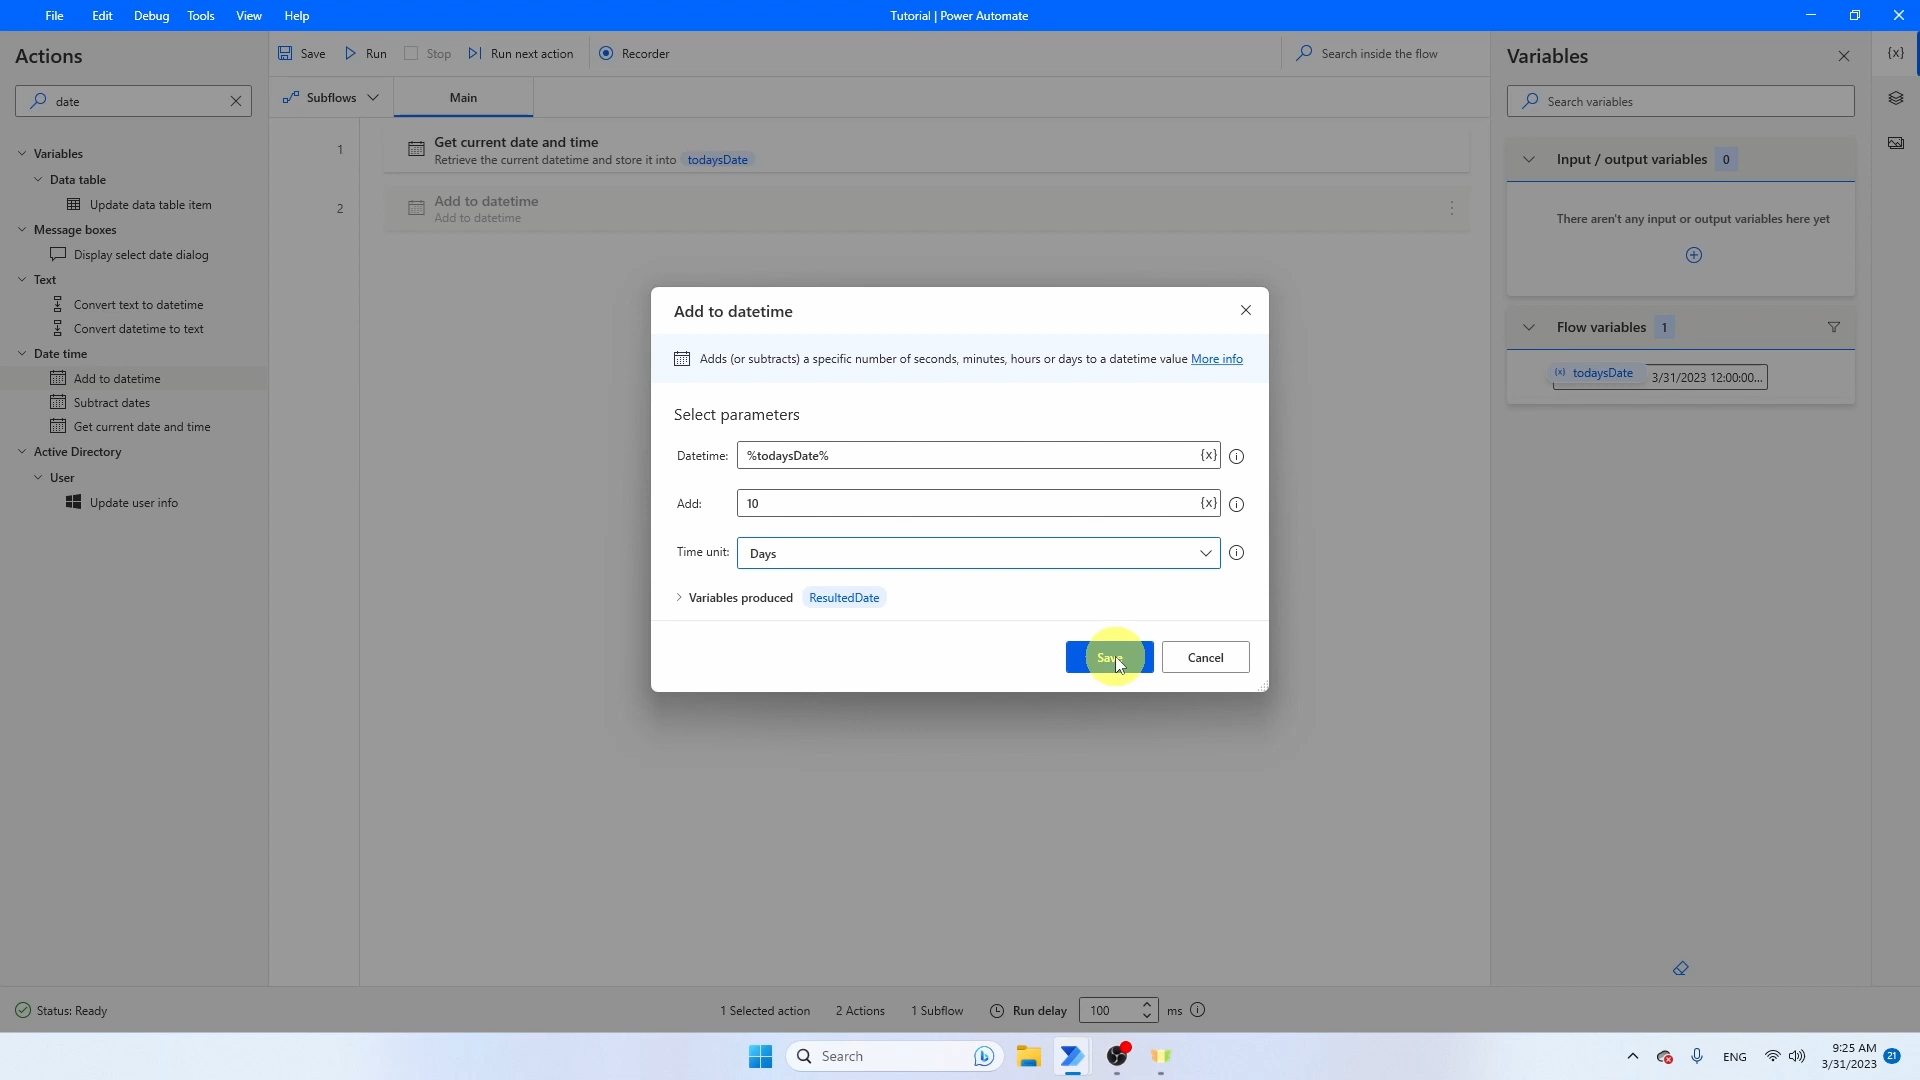 File Edit Debug Tools View Help
Tutorial | Power Automate
Actions
date
Variables
Data table
Update data table item
Message boxes
Display select date dialog
Text
Convert text to datetime
Convert datetime to text
Date time
Add to datetime
Subtract dates
Get current date and time
Active Directory
User
Update user info
Save Run Stop Run next action Recorder
Search inside the flow
Subflows Main
1
Get current date and time
Retrieve the current datetime and store it into todaysDate
2
Add to datetime
Add to datetime
Add to datetime
Adds (or subtracts) a specific number of seconds, minutes, hours or days to a datetime value More info
Select parameters
Datetime: %todaysDate% {x}
Add: 10 {x}
Time unit: Days
Variables produced ResultedDate
Save Cancel
Variables
{x}
Search variables
Input / output variables 0
There aren't any input or output variables here yet
Flow variables 1
(x) todaysDate 3/31/2023 12:00:00...
Status: Ready
1 Selected action 2 Actions 1 Subflow Run delay 100 ms
Search
ENG
9:25 AM
3/31/2023
21